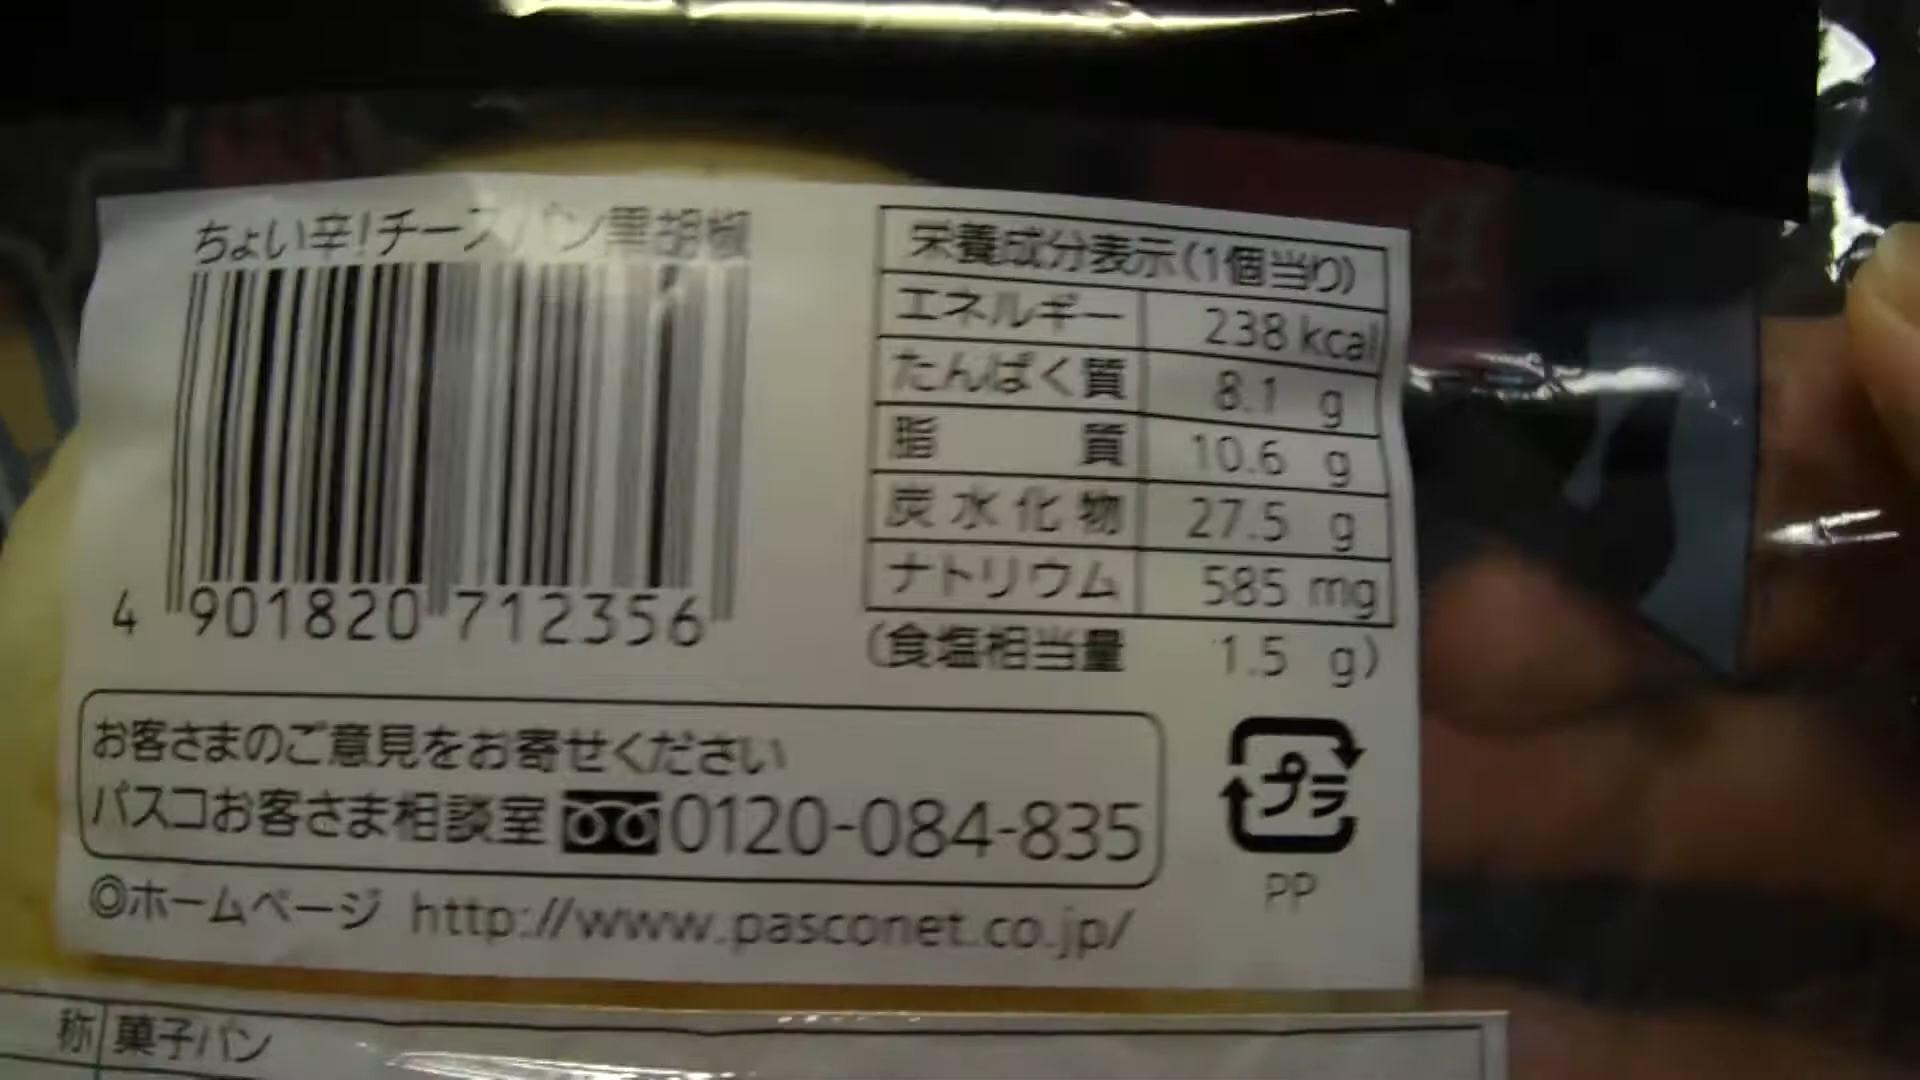 ちょい辛!チーズパン黒胡椒
4 901820 712356
栄養成分表示(1個当り)
エネルギー 238 kcal
たんぱく質 8.1 g
脂質 10.6 g
炭水化物 27.5 g
ナトリウム 585 mg
(食塩相当量 1.5 g)
お客さまのご意見をお寄せください
パスコお客さま相談室 0120-084-835
◎ホームページ http://www.pasconet.co.jp/
プラ
PP
称 菓子パン